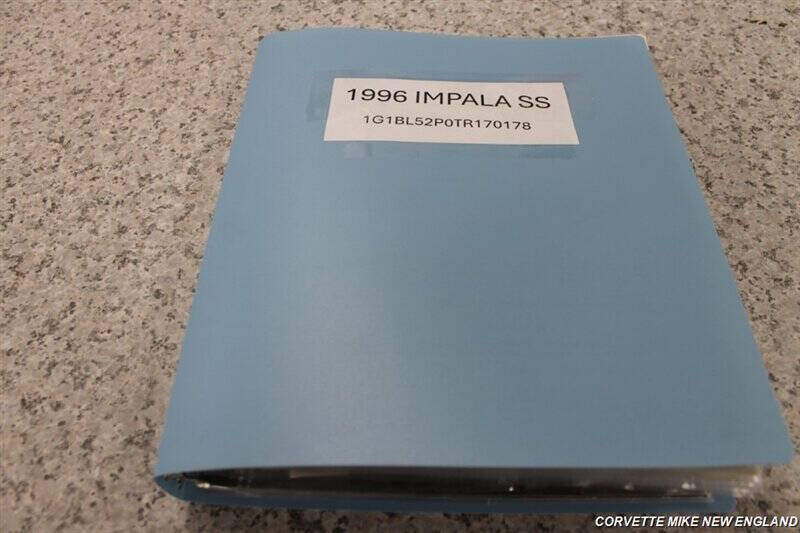 1996 IMPALA SS
1G1BL52P0TR170178
CORVETTE MIKE NEW ENGLAND